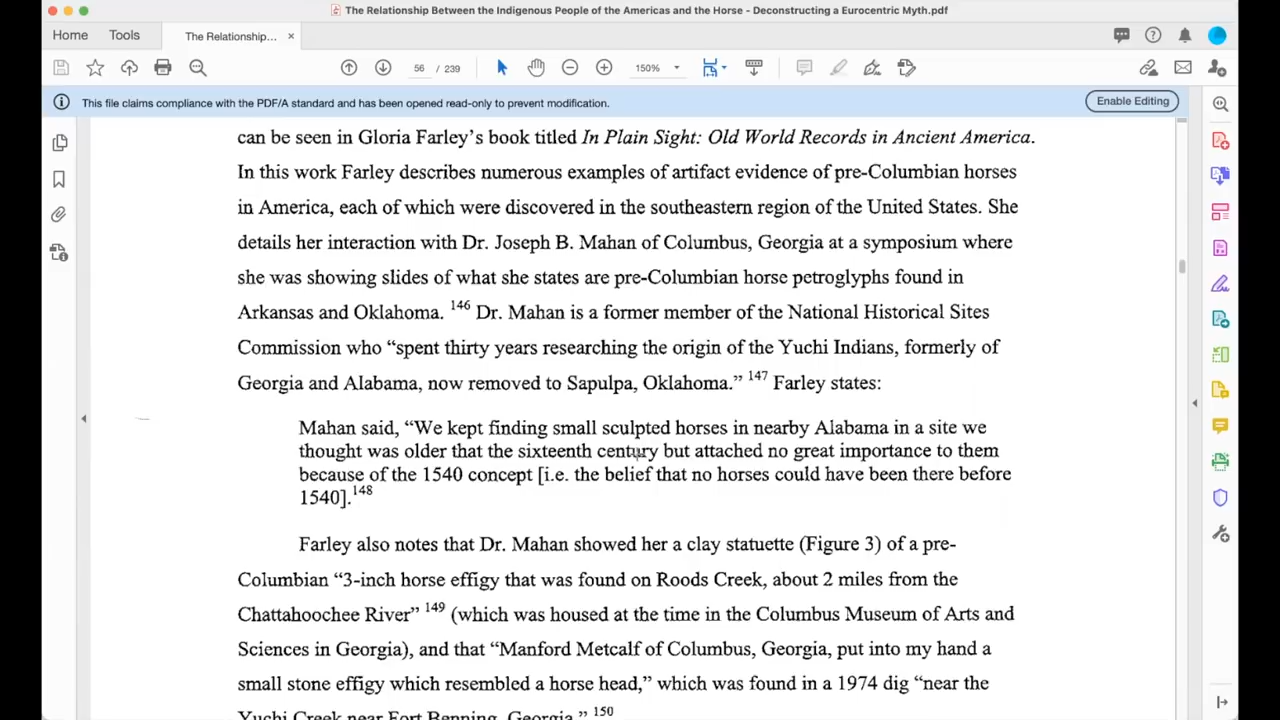 The Relationship Between the Indigenous People of the Americas and the Horse - Deconstructing a Eurocentric Myth.pdf
Home Tools The Relationship... ×
56 / 239 150%
This file claims compliance with the PDF/A standard and has been opened read-only to prevent modification. Enable Editing
can be seen in Gloria Farley's book titled In Plain Sight: Old World Records in Ancient America.
In this work Farley describes numerous examples of artifact evidence of pre-Columbian horses
in America, each of which were discovered in the southeastern region of the United States. She
details her interaction with Dr. Joseph B. Mahan of Columbus, Georgia at a symposium where
she was showing slides of what she states are pre-Columbian horse petroglyphs found in
Arkansas and Oklahoma. 146 Dr. Mahan is a former member of the National Historical Sites
Commission who “spent thirty years researching the origin of the Yuchi Indians, formerly of
Georgia and Alabama, now removed to Sapulpa, Oklahoma.” 147 Farley states:
Mahan said, “We kept finding small sculpted horses in nearby Alabama in a site we
thought was older that the sixteenth century but attached no great importance to them
because of the 1540 concept [i.e. the belief that no horses could have been there before
1540].148
Farley also notes that Dr. Mahan showed her a clay statuette (Figure 3) of a pre-
Columbian “3-inch horse effigy that was found on Roods Creek, about 2 miles from the
Chattahoochee River” 149 (which was housed at the time in the Columbus Museum of Arts and
Sciences in Georgia), and that “Manford Metcalf of Columbus, Georgia, put into my hand a
small stone effigy which resembled a horse head,” which was found in a 1974 dig “near the
Yuchi Creek near Fort Benning, Georgia.” 150